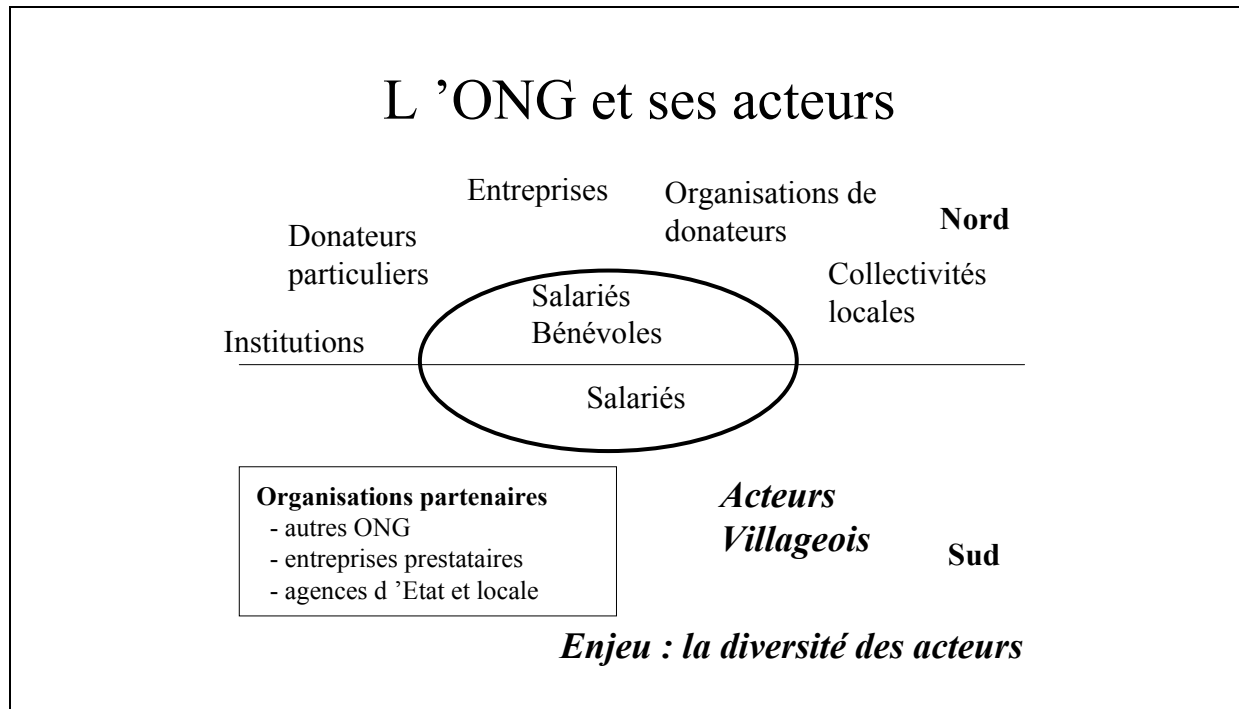 L ’ONG et ses acteurs
Entreprises
Organisations de
donateurs
Nord
Donateurs
particuliers
Collectivités
locales
Salariés
Bénévoles
Institutions
Salariés
Organisations partenaires
- autres ONG
- entreprises prestataires
- agences d ’Etat et locale
Acteurs
Villageois
Sud
Enjeu : la diversité des acteurs